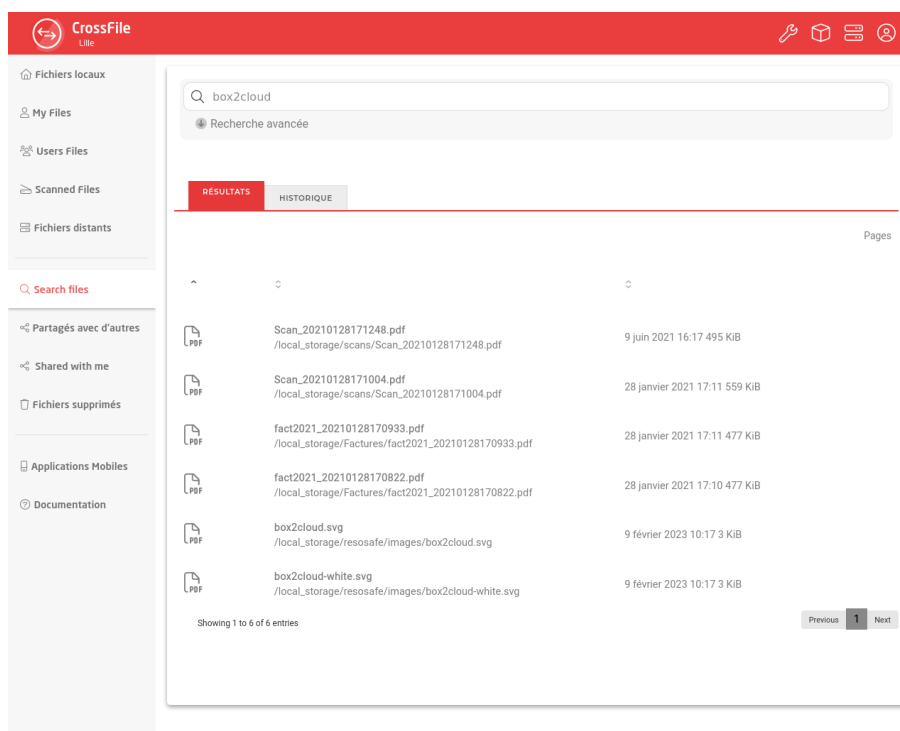 CrossFile
Lille
Fichiers locaux
My Files
Users Files
Scanned Files
Fichiers distants
Search files
Partagés avec d'autres
Shared with me
Fichiers supprimés
Applications Mobiles
Documentation
box2cloud
Recherche avancée
RÉSULTATS
HISTORIQUE
Pages
PDF
Scan_20210128171248.pdf
/local_storage/scans/Scan_20210128171248.pdf
9 juin 2021 16:17 495 KiB
PDF
Scan_20210128171004.pdf
/local_storage/scans/Scan_20210128171004.pdf
28 janvier 2021 17:11 559 KiB
PDF
fact2021_20210128170933.pdf
/local_storage/Factures/fact2021_20210128170933.pdf
28 janvier 2021 17:11 477 KiB
PDF
fact2021_20210128170822.pdf
/local_storage/Factures/fact2021_20210128170822.pdf
28 janvier 2021 17:10 477 KiB
PDF
box2cloud.svg
/local_storage/resosafe/images/box2cloud.svg
9 février 2023 10:17 3 KiB
PDF
box2cloud-white.svg
/local_storage/resosafe/images/box2cloud-white.svg
9 février 2023 10:17 3 KiB
Showing 1 to 6 of 6 entries
Previous 1 Next